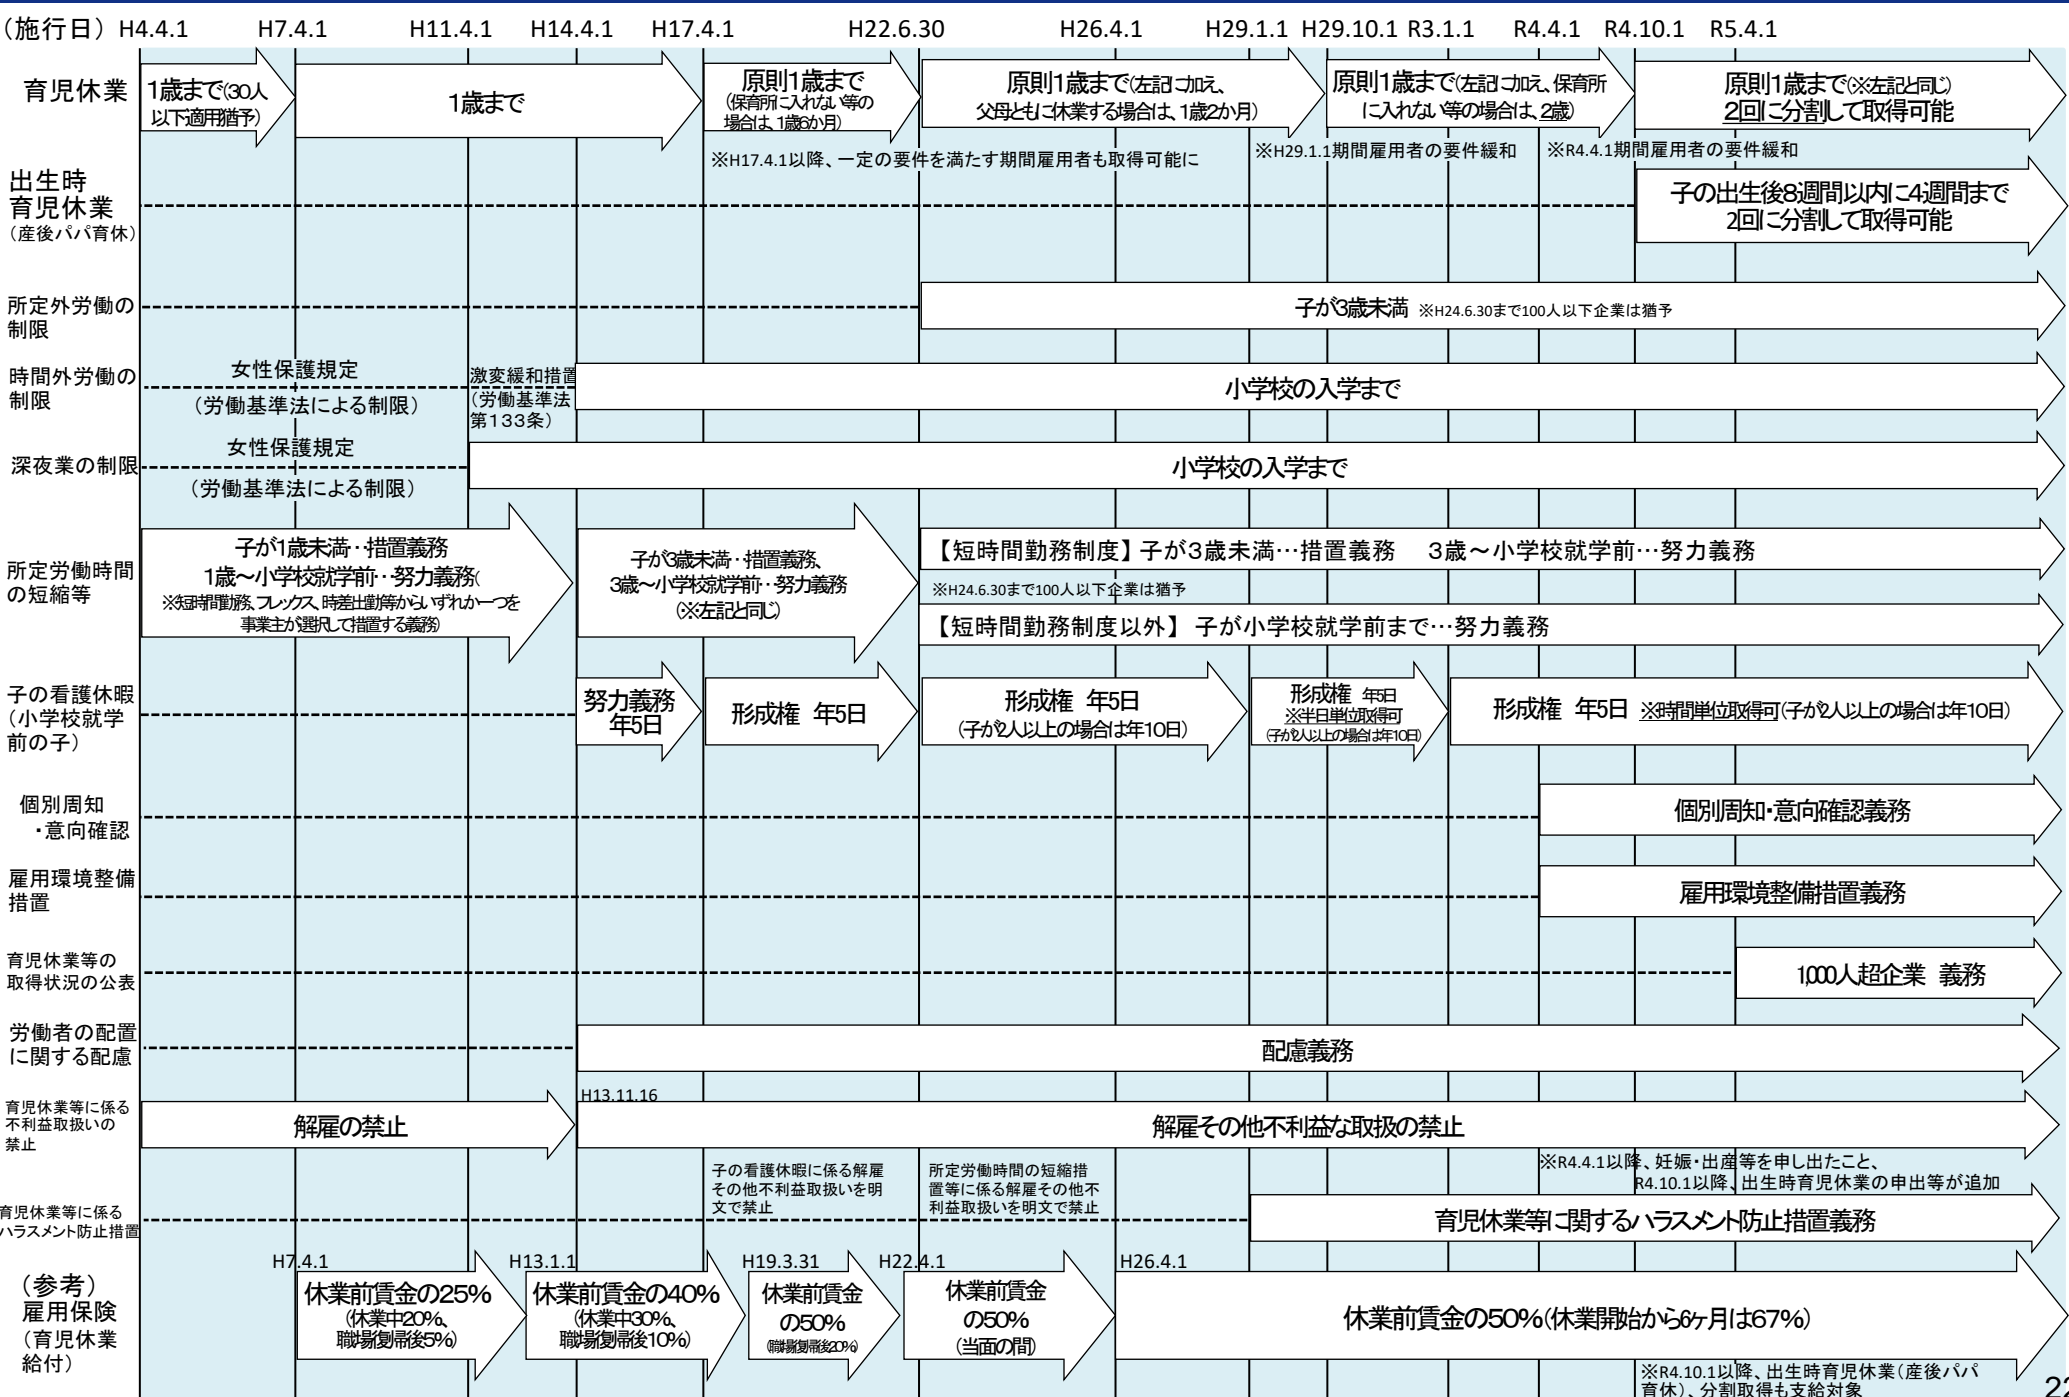 （施行日） H4.4.1 H7.4.1 H11.4.1 H14.4.1 H17.4.1 H22.6.30 H26.4.1 H29.1.1 H29.10.1 R3.1.1 R4.4.1 R4.10.1 R5.4.1
育児休業
1歳まで（30人
以下適用猶予）
1歳まで
原則1歳まで
（保育所に入れない等の
場合は、1歳6か月）
原則1歳まで（左記に加え、
父母ともに休業する場合は、1歳2か月）
原則1歳まで（左記に加え、保育所
に入れない等の場合は、2歳）
原則1歳まで（※左記と同じ）
2回に分割して取得可能
※H17.4.1以降、一定の要件を満たす期間雇用者も取得可能に
※H29.1.1期間雇用者の要件緩和
※R4.4.1期間雇用者の要件緩和
出生時
育児休業
（産後パパ育休）
子の出生後8週間以内に4週間まで
2回に分割して取得可能
所定外労働の
制限
子が3歳未満 ※H24.6.30まで100人以下企業は猶予
時間外労働の
制限
女性保護規定
（労働基準法による制限）
激変緩和措置
（労働基準法
第133条）
小学校の入学まで
深夜業の制限
女性保護規定
（労働基準法による制限）
小学校の入学まで
所定労働時間
の短縮等
子が1歳未満‥措置義務
1歳～小学校就学前‥努力義務（
※短時間勤務、フレックス、時差出勤等からいずれか一つを
事業主が選択して措置する義務）
子が3歳未満‥措置義務、
3歳～小学校就学前‥努力義務
（※左記と同じ）
【短時間勤務制度】子が３歳未満…措置義務　３歳～小学校就学前…努力義務
※H24.6.30まで100人以下企業は猶予
【短時間勤務制度以外】 子が小学校就学前まで…努力義務
子の看護休暇
（小学校就学
前の子）
努力義務
年5日
形成権 年5日
形成権 年5日
（子が2人以上の場合は年10日）
形成権 年5日
※半日単位取得可
（子が2人以上の場合は年10日）
形成権 年5日 ※時間単位取得可（子が2人以上の場合は年10日）
個別周知
・意向確認
個別周知・意向確認義務
雇用環境整備
措置
雇用環境整備措置義務
育児休業等の
取得状況の公表
1,000人超企業 義務
労働者の配置
に関する配慮
配慮義務
育児休業等に係る
不利益取扱いの
禁止
解雇の禁止
H13.11.16
解雇その他不利益な取扱の禁止
子の看護休暇に係る解雇
その他不利益取扱いを明
文で禁止
所定労働時間の短縮措
置等に係る解雇その他不
利益取扱いを明文で禁止
※R4.4.1以降、妊娠・出産等を申し出たこと、
R4.10.1以降、出生時育児休業の申出等が追加
育児休業等に係る
ハラスメント防止措置
育児休業等に関するハラスメント防止措置義務
（参考）
雇用保険
（育児休業
給付）
H7.4.1
休業前賃金の25%
（休業中20%、
職場復帰後5%）
H13.1.1
休業前賃金の40%
（休業中30%、
職場復帰後10%）
H19.3.31
休業前賃金
の50%
（職場復帰後20%）
H22.4.1
休業前賃金
の50%
（当面の間）
H26.4.1
休業前賃金の50%（休業開始から6ヶ月は67%）
※R4.10.1以降、出生時育児休業（産後パパ
育休）、分割取得も支給対象